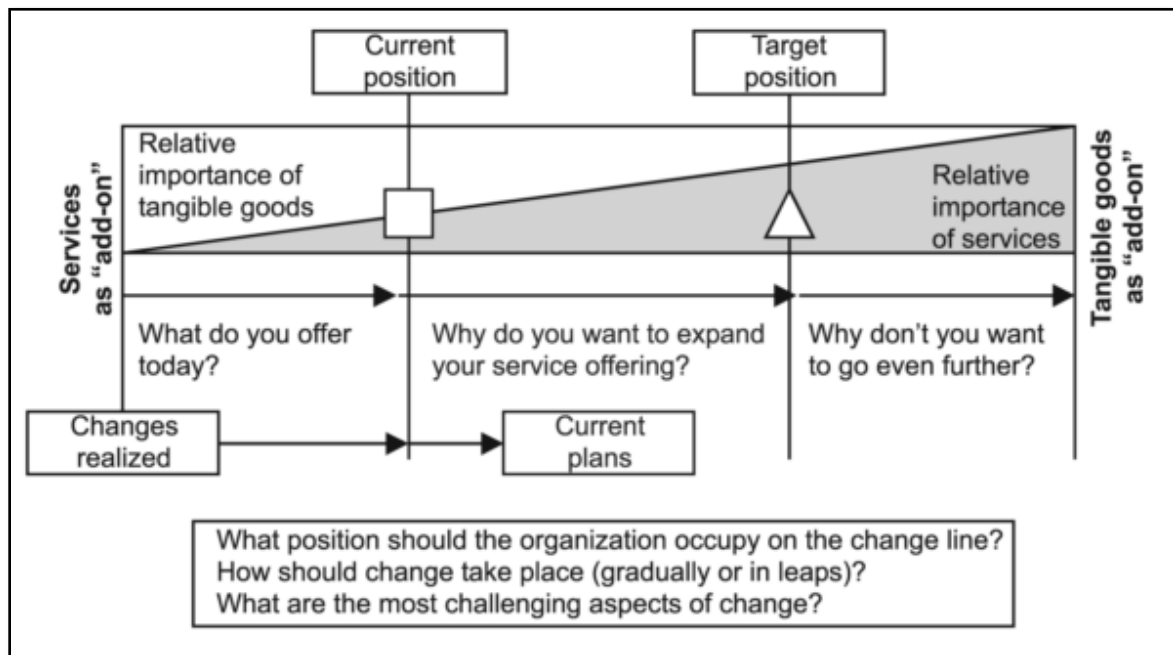 Current
position
Target
position
Services
as “add-on”
Relative
importance of
tangible goods
Relative
importance
of services
Tangible goods
as “add-on”
What do you offer
today?
Why do you want to expand
your service offering?
Why don’t you want
to go even further?
Changes
realized
Current
plans
What position should the organization occupy on the change line?
How should change take place (gradually or in leaps)?
What are the most challenging aspects of change?